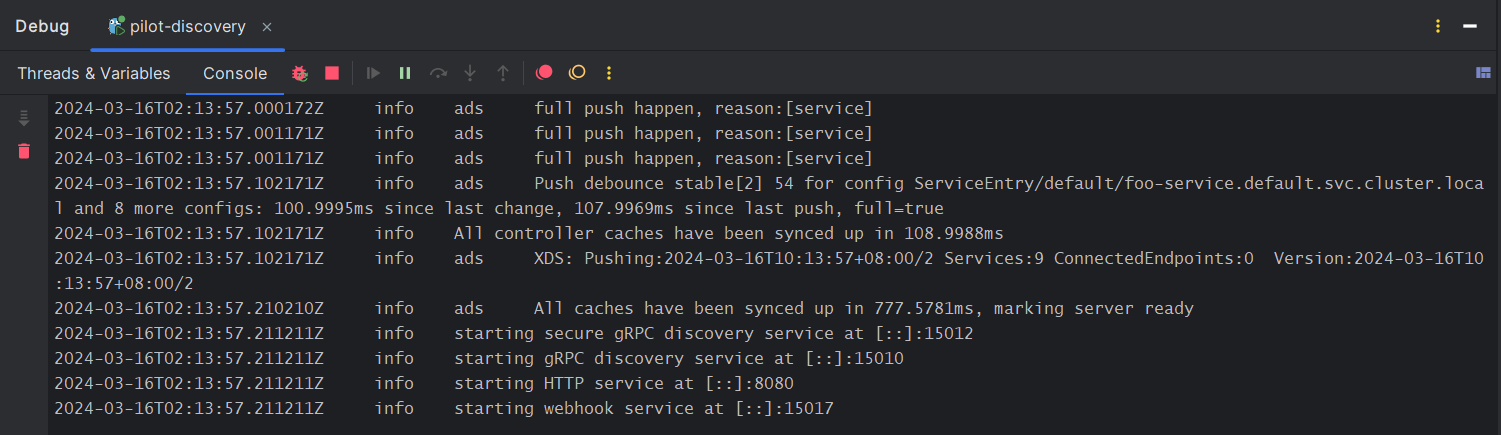 Debug pilot-discovery
Threads & Variables Console
2024-03-16T02:13:57.000172Z info ads full push happen, reason:[service]
2024-03-16T02:13:57.001171Z info ads full push happen, reason:[service]
2024-03-16T02:13:57.001171Z info ads full push happen, reason:[service]
2024-03-16T02:13:57.102171Z info ads Push debounce stable[2] 54 for config ServiceEntry/default/foo-service.default.svc.cluster.loca
l and 8 more configs: 100.9995ms since last change, 107.9969ms since last push, full=true
2024-03-16T02:13:57.102171Z info All controller caches have been synced up in 108.9988ms
2024-03-16T02:13:57.102171Z info ads XDS: Pushing:2024-03-16T10:13:57+08:00/2 Services:9 ConnectedEndpoints:0 Version:2024-03-16T10
:13:57+08:00/2
2024-03-16T02:13:57.210210Z info ads All caches have been synced up in 777.5781ms, marking server ready
2024-03-16T02:13:57.211211Z info starting secure gRPC discovery service at [::]:15012
2024-03-16T02:13:57.211211Z info starting gRPC discovery service at [::]:15010
2024-03-16T02:13:57.211211Z info starting HTTP service at [::]:8080
2024-03-16T02:13:57.211211Z info starting webhook service at [::]:15017